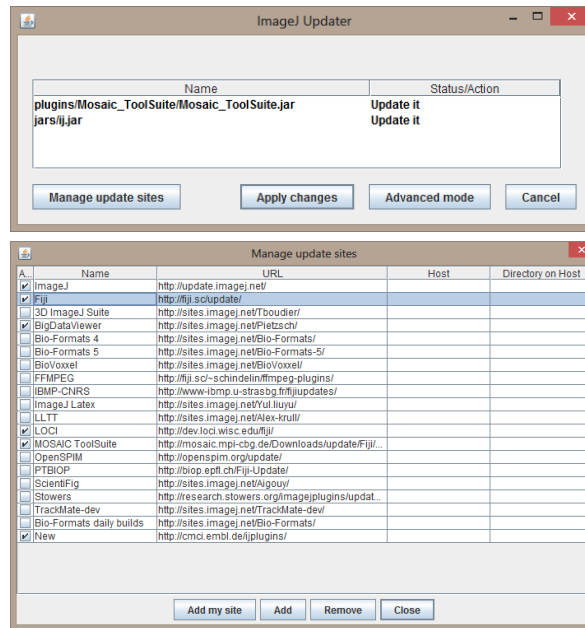 ImageJ Updater
Name Status/Action
plugins/Mosaic_ToolSuite/Mosaic_ToolSuite.jar Update it
jars/ij.jar Update it
Manage update sites Apply changes Advanced mode Cancel
Manage update sites
A... Name URL Host Directory on Host
ImageJ http://update.imagej.net/
Fiji http://fiji.sc/update/
3D ImageJ Suite http://sites.imagej.net/Tboudier/
BigDataViewer http://sites.imagej.net/Pietzsch/
Bio-Formats 4 http://sites.imagej.net/Bio-Formats/
Bio-Formats 5 http://sites.imagej.net/Bio-Formats-5/
BioVoxxel http://sites.imagej.net/BioVoxxel/
FFMPEG http://fiji.sc/~schindelin/ffmpeg-plugins/
IBMP-CNRS http://www-ibmp.u-strasbg.fr/fijiupdates/
ImageJ Latex http://sites.imagej.net/Yul.liuyu/
LLTT http://sites.imagej.net/Alex-krull/
LOCI http://dev.loci.wisc.edu/fiji/
MOSAIC ToolSuite http://mosaic.mpi-cbg.de/Downloads/update/Fiji/...
OpenSPIM http://openspim.org/update/
PTBIOP http://biop.epfl.ch/Fiji-Update/
ScientiFig http://sites.imagej.net/Aigouy/
Stowers http://research.stowers.org/imagejplugins/updat...
TrackMate-dev http://sites.imagej.net/TrackMate-dev/
Bio-Formats daily builds http://sites.imagej.net/Bio-Formats/
New http://cmci.embl.de/ijplugins/
Add my site Add Remove Close